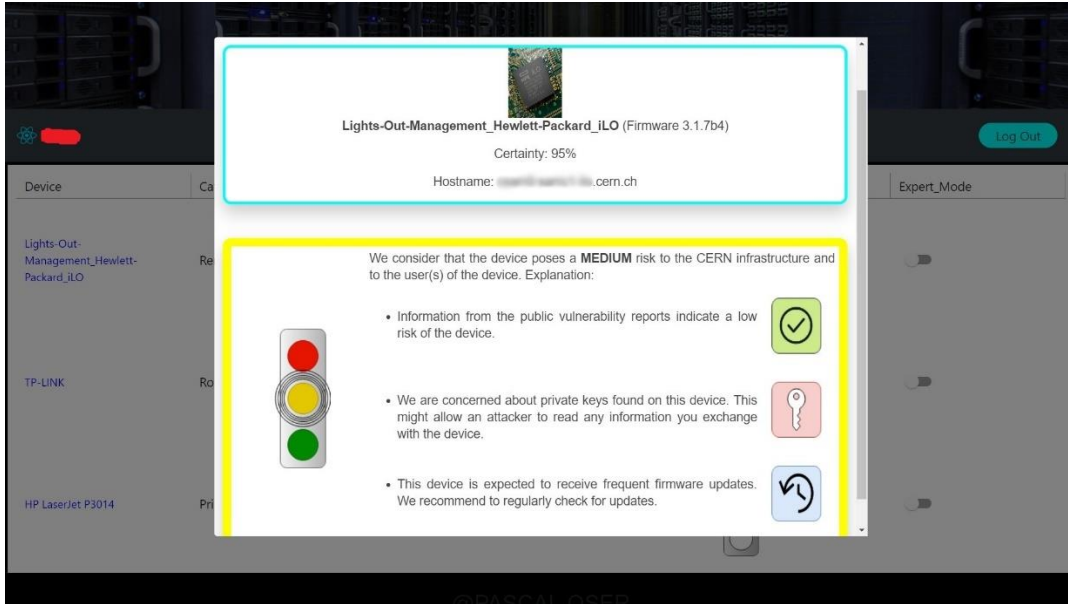 Lights-Out-Management_Hewlett-Packard_iLO (Firmware 3.1.7b4)
Certainty: 95%
Hostname: .cern.ch
Log Out
Device
Ca
Expert_Mode
Lights-Out-
Management_Hewlett-
Packard_iLO
Re
We consider that the device poses a MEDIUM risk to the CERN infrastructure and
to the user(s) of the device. Explanation:
• Information from the public vulnerability reports indicate a low
risk of the device.
TP-LINK
Ro
• We are concerned about private keys found on this device. This
might allow an attacker to read any information you exchange
with the device.
HP LaserJet P3014
Pri
• This device is expected to receive frequent firmware updates.
We recommend to regularly check for updates.
@PASCAL OSER